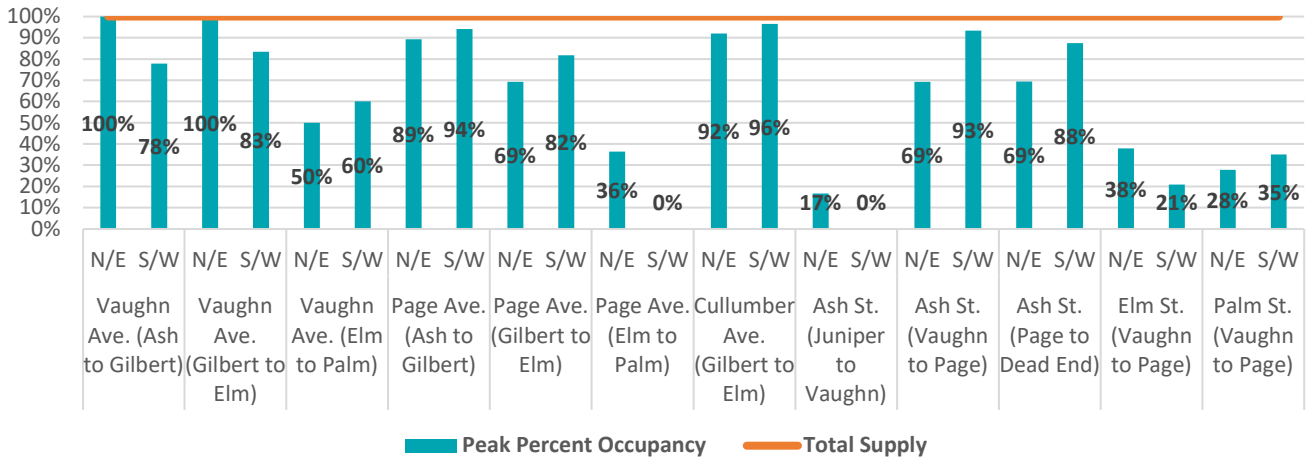 100%
90%
80%
70%
60%
50%
40%
30%
20%
10%
0%
100% 78% 100% 83% 50% 60% 89% 94% 69% 82% 36% 0% 92% 96% 17% 0% 69% 93% 69% 88% 38% 21% 28% 35%
N/E S/W N/E S/W N/E S/W N/E S/W N/E S/W N/E S/W N/E S/W N/E S/W N/E S/W N/E S/W N/E S/W N/E S/W
Vaughn
Ave. (Ash
to Gilbert)
Vaughn
Ave.
(Gilbert to
Elm)
Vaughn
Ave. (Elm
to Palm)
Page Ave.
(Ash to
Gilbert)
Page Ave.
(Gilbert to
Elm)
Page Ave.
(Elm to
Palm)
Cullumber
Ave.
(Gilbert to
Elm)
Ash St.
(Juniper
to
Vaughn)
Ash St.
(Vaughn
to Page)
Ash St.
(Page to
Dead End)
Elm St.
(Vaughn
to Page)
Palm St.
(Vaughn
to Page)
Peak Percent Occupancy
Total Supply